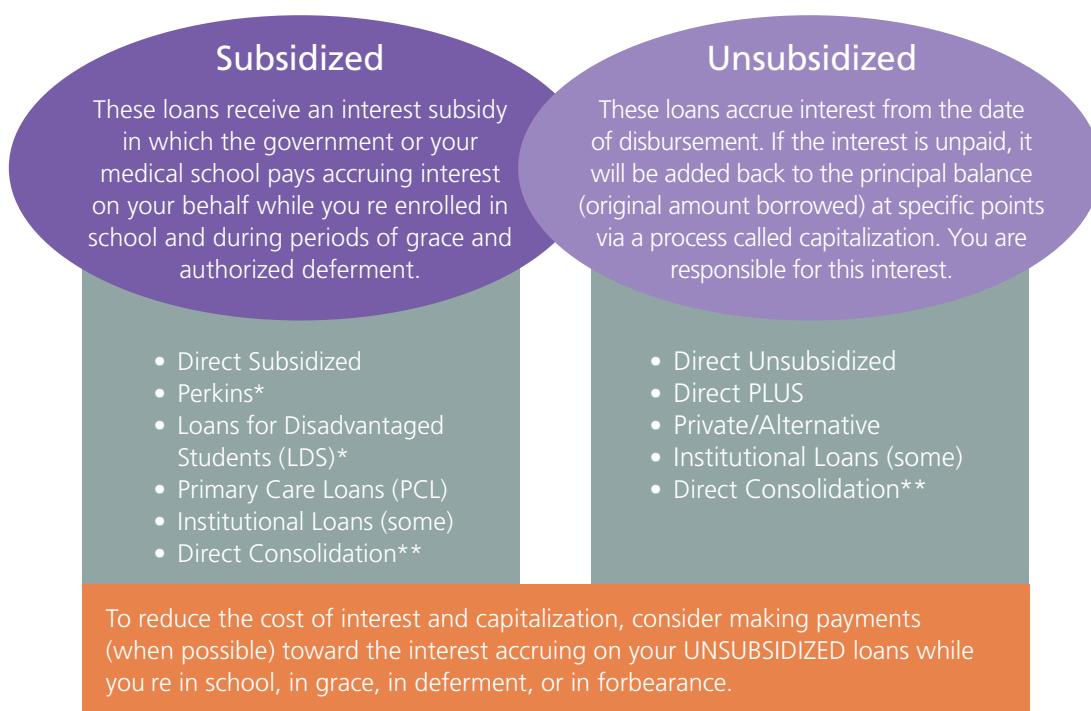 Subsidized
These loans receive an interest subsidy
in which the government or your
medical school pays accruing interest
on your behalf while you re enrolled in
school and during periods of grace and
authorized deferment.
• Direct Subsidized
• Perkins*
• Loans for Disadvantaged
Students (LDS)*
• Primary Care Loans (PCL)
• Institutional Loans (some)
• Direct Consolidation**
Unsubsidized
These loans accrue interest from the date
of disbursement. If the interest is unpaid, it
will be added back to the principal balance
(original amount borrowed) at specific points
via a process called capitalization. You are
responsible for this interest.
• Direct Unsubsidized
• Direct PLUS
• Private/Alternative
• Institutional Loans (some)
• Direct Consolidation**
To reduce the cost of interest and capitalization, consider making payments
(when possible) toward the interest accruing on your UNSUBSIDIZED loans while
you re in school, in grace, in deferment, or in forbearance.